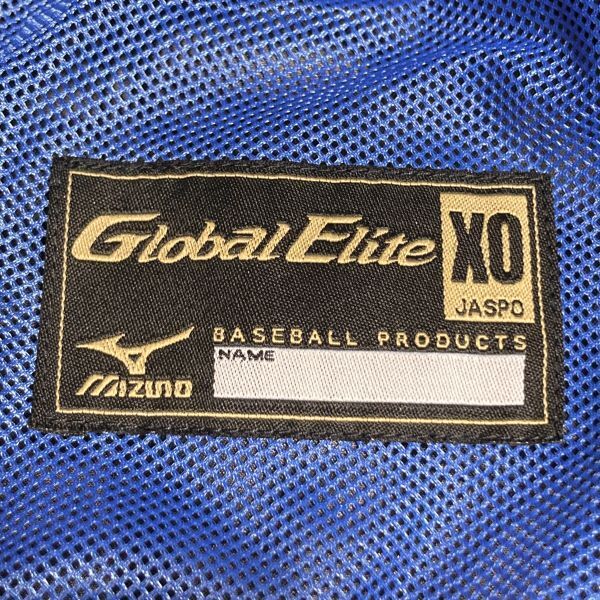 Global Elite
XO
JASPO
BASEBALL PRODUCTS
MIZUNO
NAME